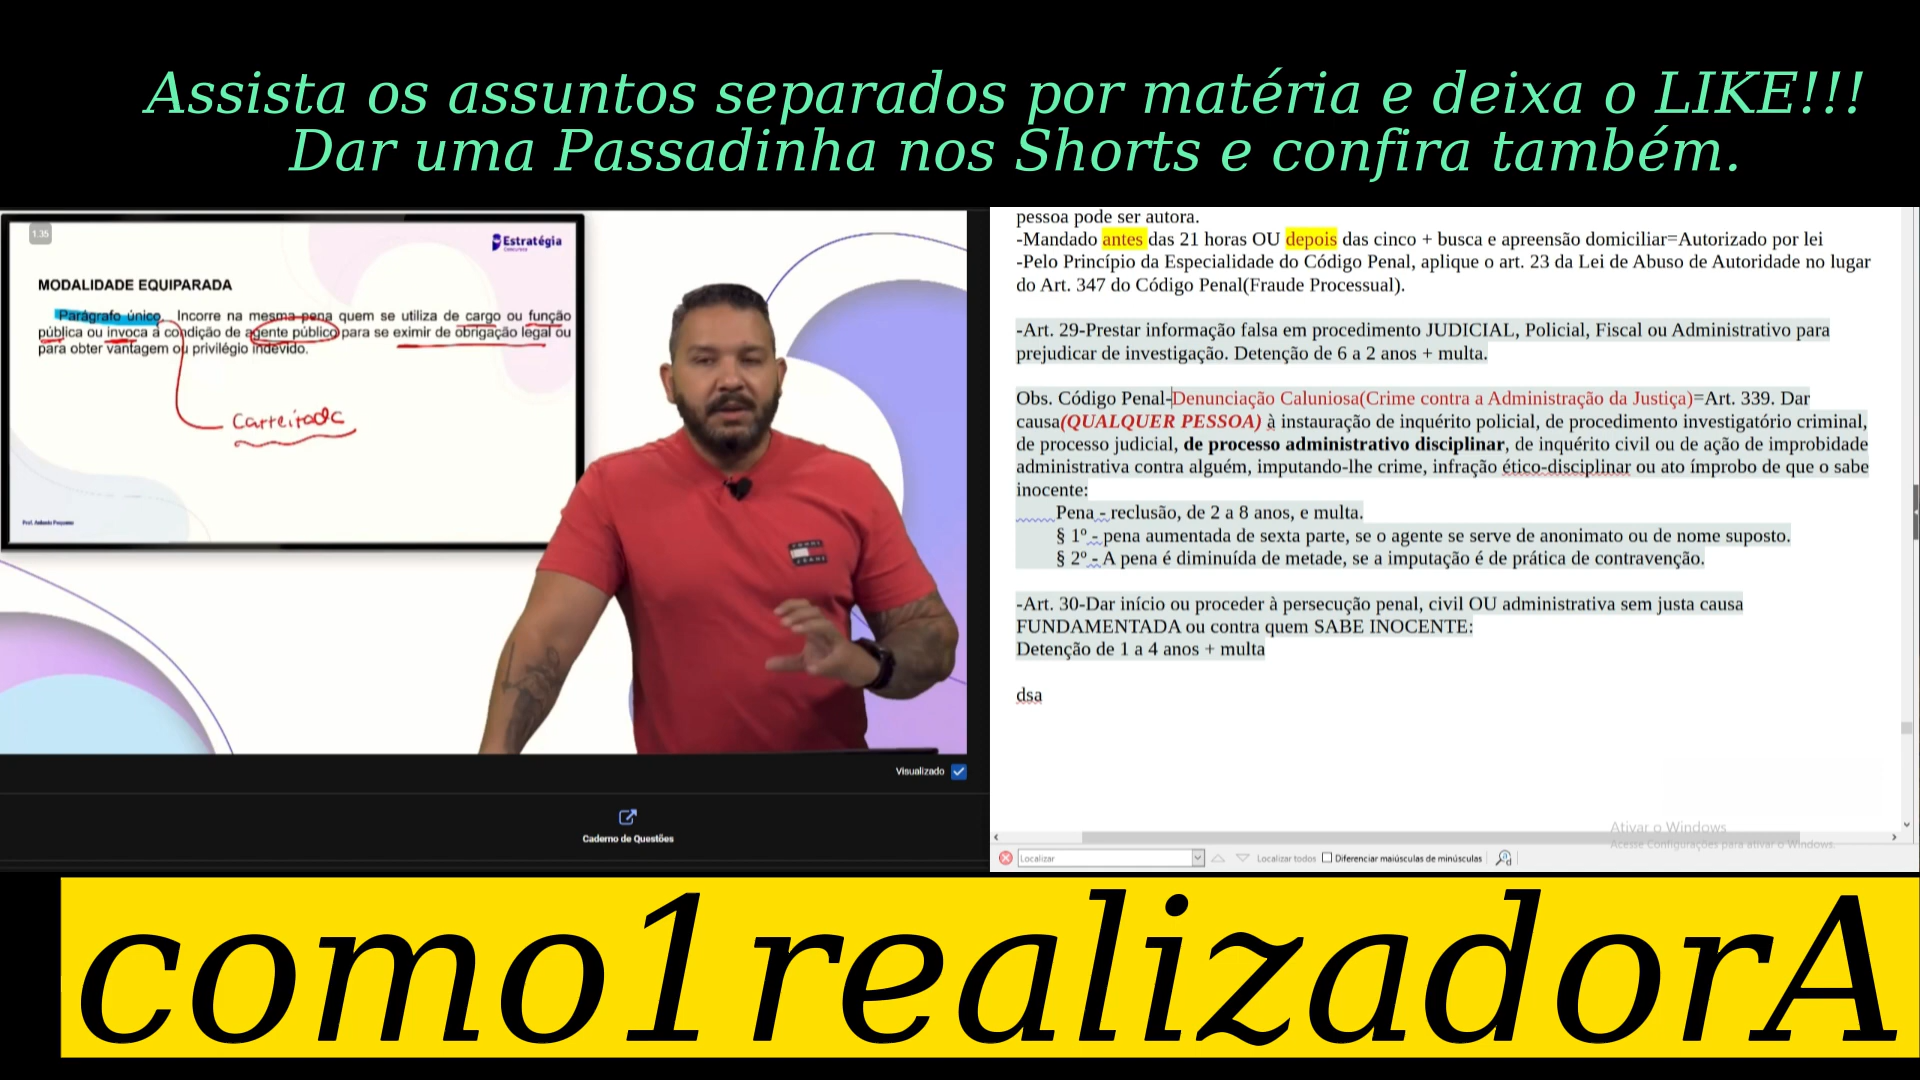 Assista os assuntos separados por matéria e deixa o LIKE!!!
Dar uma Passadinha nos Shorts e confira também.
1.35
Estratégia
Concursos
MODALIDADE EQUIPARADA
Parágrafo único. Incorre na mesma pena quem se utiliza de cargo ou função
pública ou invoca a condição de agente público para se eximir de obrigação legal ou
para obter vantagem ou privilégio indevido.
Carteirada
Prof. Antonio Pequeno
Visualizado
Caderno de Questões
pessoa pode ser autora.
-Mandado antes das 21 horas OU depois das cinco + busca e apreensão domiciliar=Autorizado por lei
-Pelo Princípio da Especialidade do Código Penal, aplique o art. 23 da Lei de Abuso de Autoridade no lugar
do Art. 347 do Código Penal(Fraude Processual).
-Art. 29-Prestar informação falsa em procedimento JUDICIAL, Policial, Fiscal ou Administrativo para
prejudicar de investigação. Detenção de 6 a 2 anos + multa.
Obs. Código Penal-Denunciação Caluniosa(Crime contra a Administração da Justiça)=Art. 339. Dar
causa(QUALQUER PESSOA) à instauração de inquérito policial, de procedimento investigatório criminal,
de processo judicial, de processo administrativo disciplinar, de inquérito civil ou de ação de improbidade
administrativa contra alguém, imputando-lhe crime, infração ético-disciplinar ou ato ímprobo de que o sabe
inocente:
Pena - reclusão, de 2 a 8 anos, e multa.
§ 1º - pena aumentada de sexta parte, se o agente se serve de anonimato ou de nome suposto.
§ 2º - A pena é diminuída de metade, se a imputação é de prática de contravenção.
-Art. 30-Dar início ou proceder à persecução penal, civil OU administrativa sem justa causa
FUNDAMENTADA ou contra quem SABE INOCENTE:
Detenção de 1 a 4 anos + multa
dsa
Ativar o Windows
Acesse Configurações para ativar o Windows.
Localizar
Localizar todos
Diferenciar maiúsculas de minúsculas
como1realizadorA